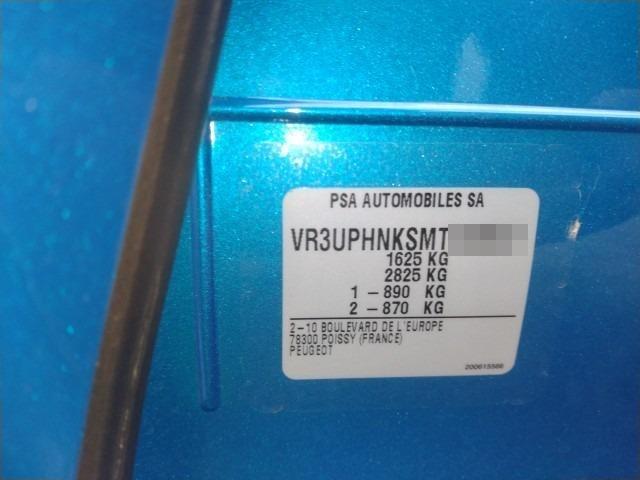 PSA AUTOMOBILES SA
VR3UPHNKSMT
1625 KG
2825 KG
1 - 890 KG
2 - 870 KG
2-10 BOULEVARD DE L'EUROPE
78300 POISSY (FRANCE)
PEUGEOT
200615566